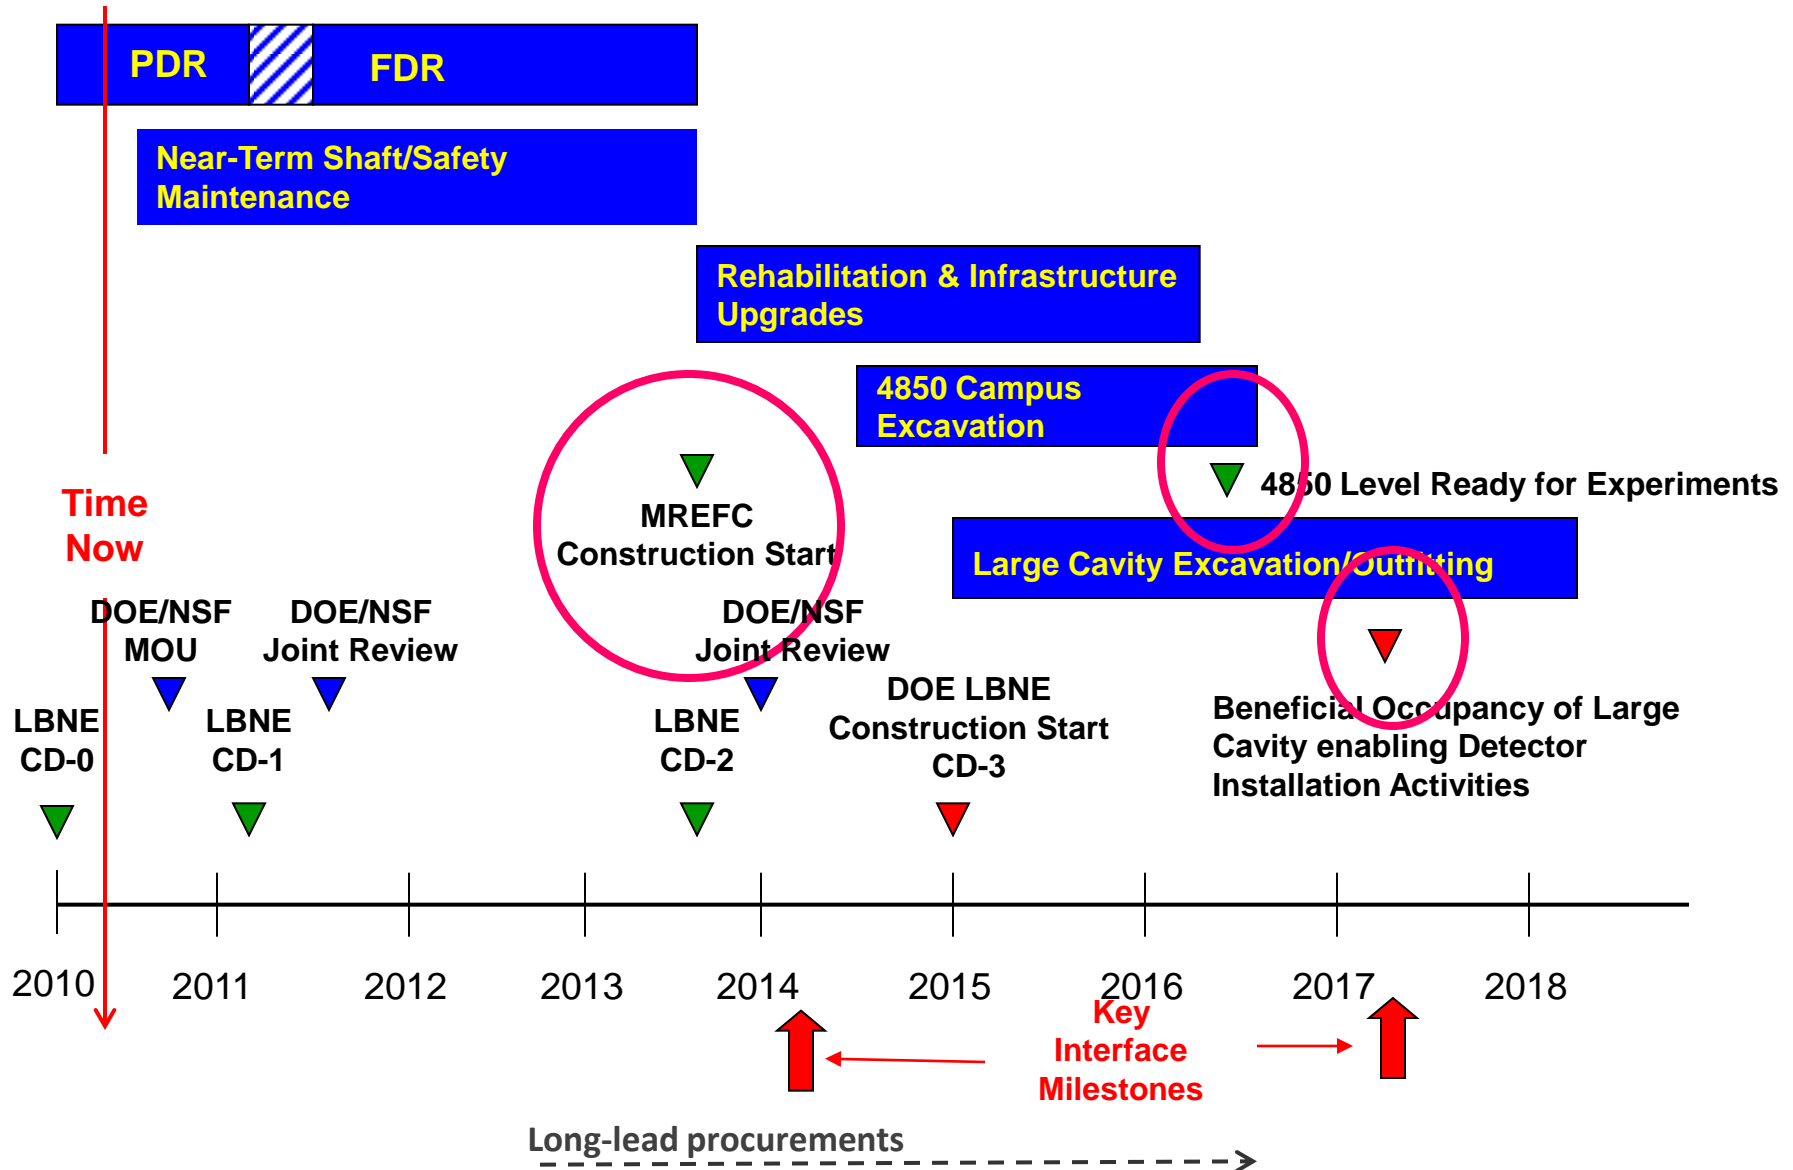 PDR
FDR
Near-Term Shaft/Safety
Maintenance
Rehabilitation & Infrastructure
Upgrades
4850 Campus
Excavation
4850 Level Ready for Experiments
MREFC
Construction Start
Time
Now
Large Cavity Excavation/Outfitting
DOE/NSF
MOU
DOE/NSF
Joint Review
DOE/NSF
Joint Review
LBNE
CD-0
LBNE
CD-1
LBNE
CD-2
DOE LBNE
Construction Start
CD-3
Beneficial Occupancy of Large
Cavity enabling Detector
Installation Activities
2010
2011
2012
2013
2014
2015
2016
2017
2018
Key
Interface
Milestones
Long-lead procurements